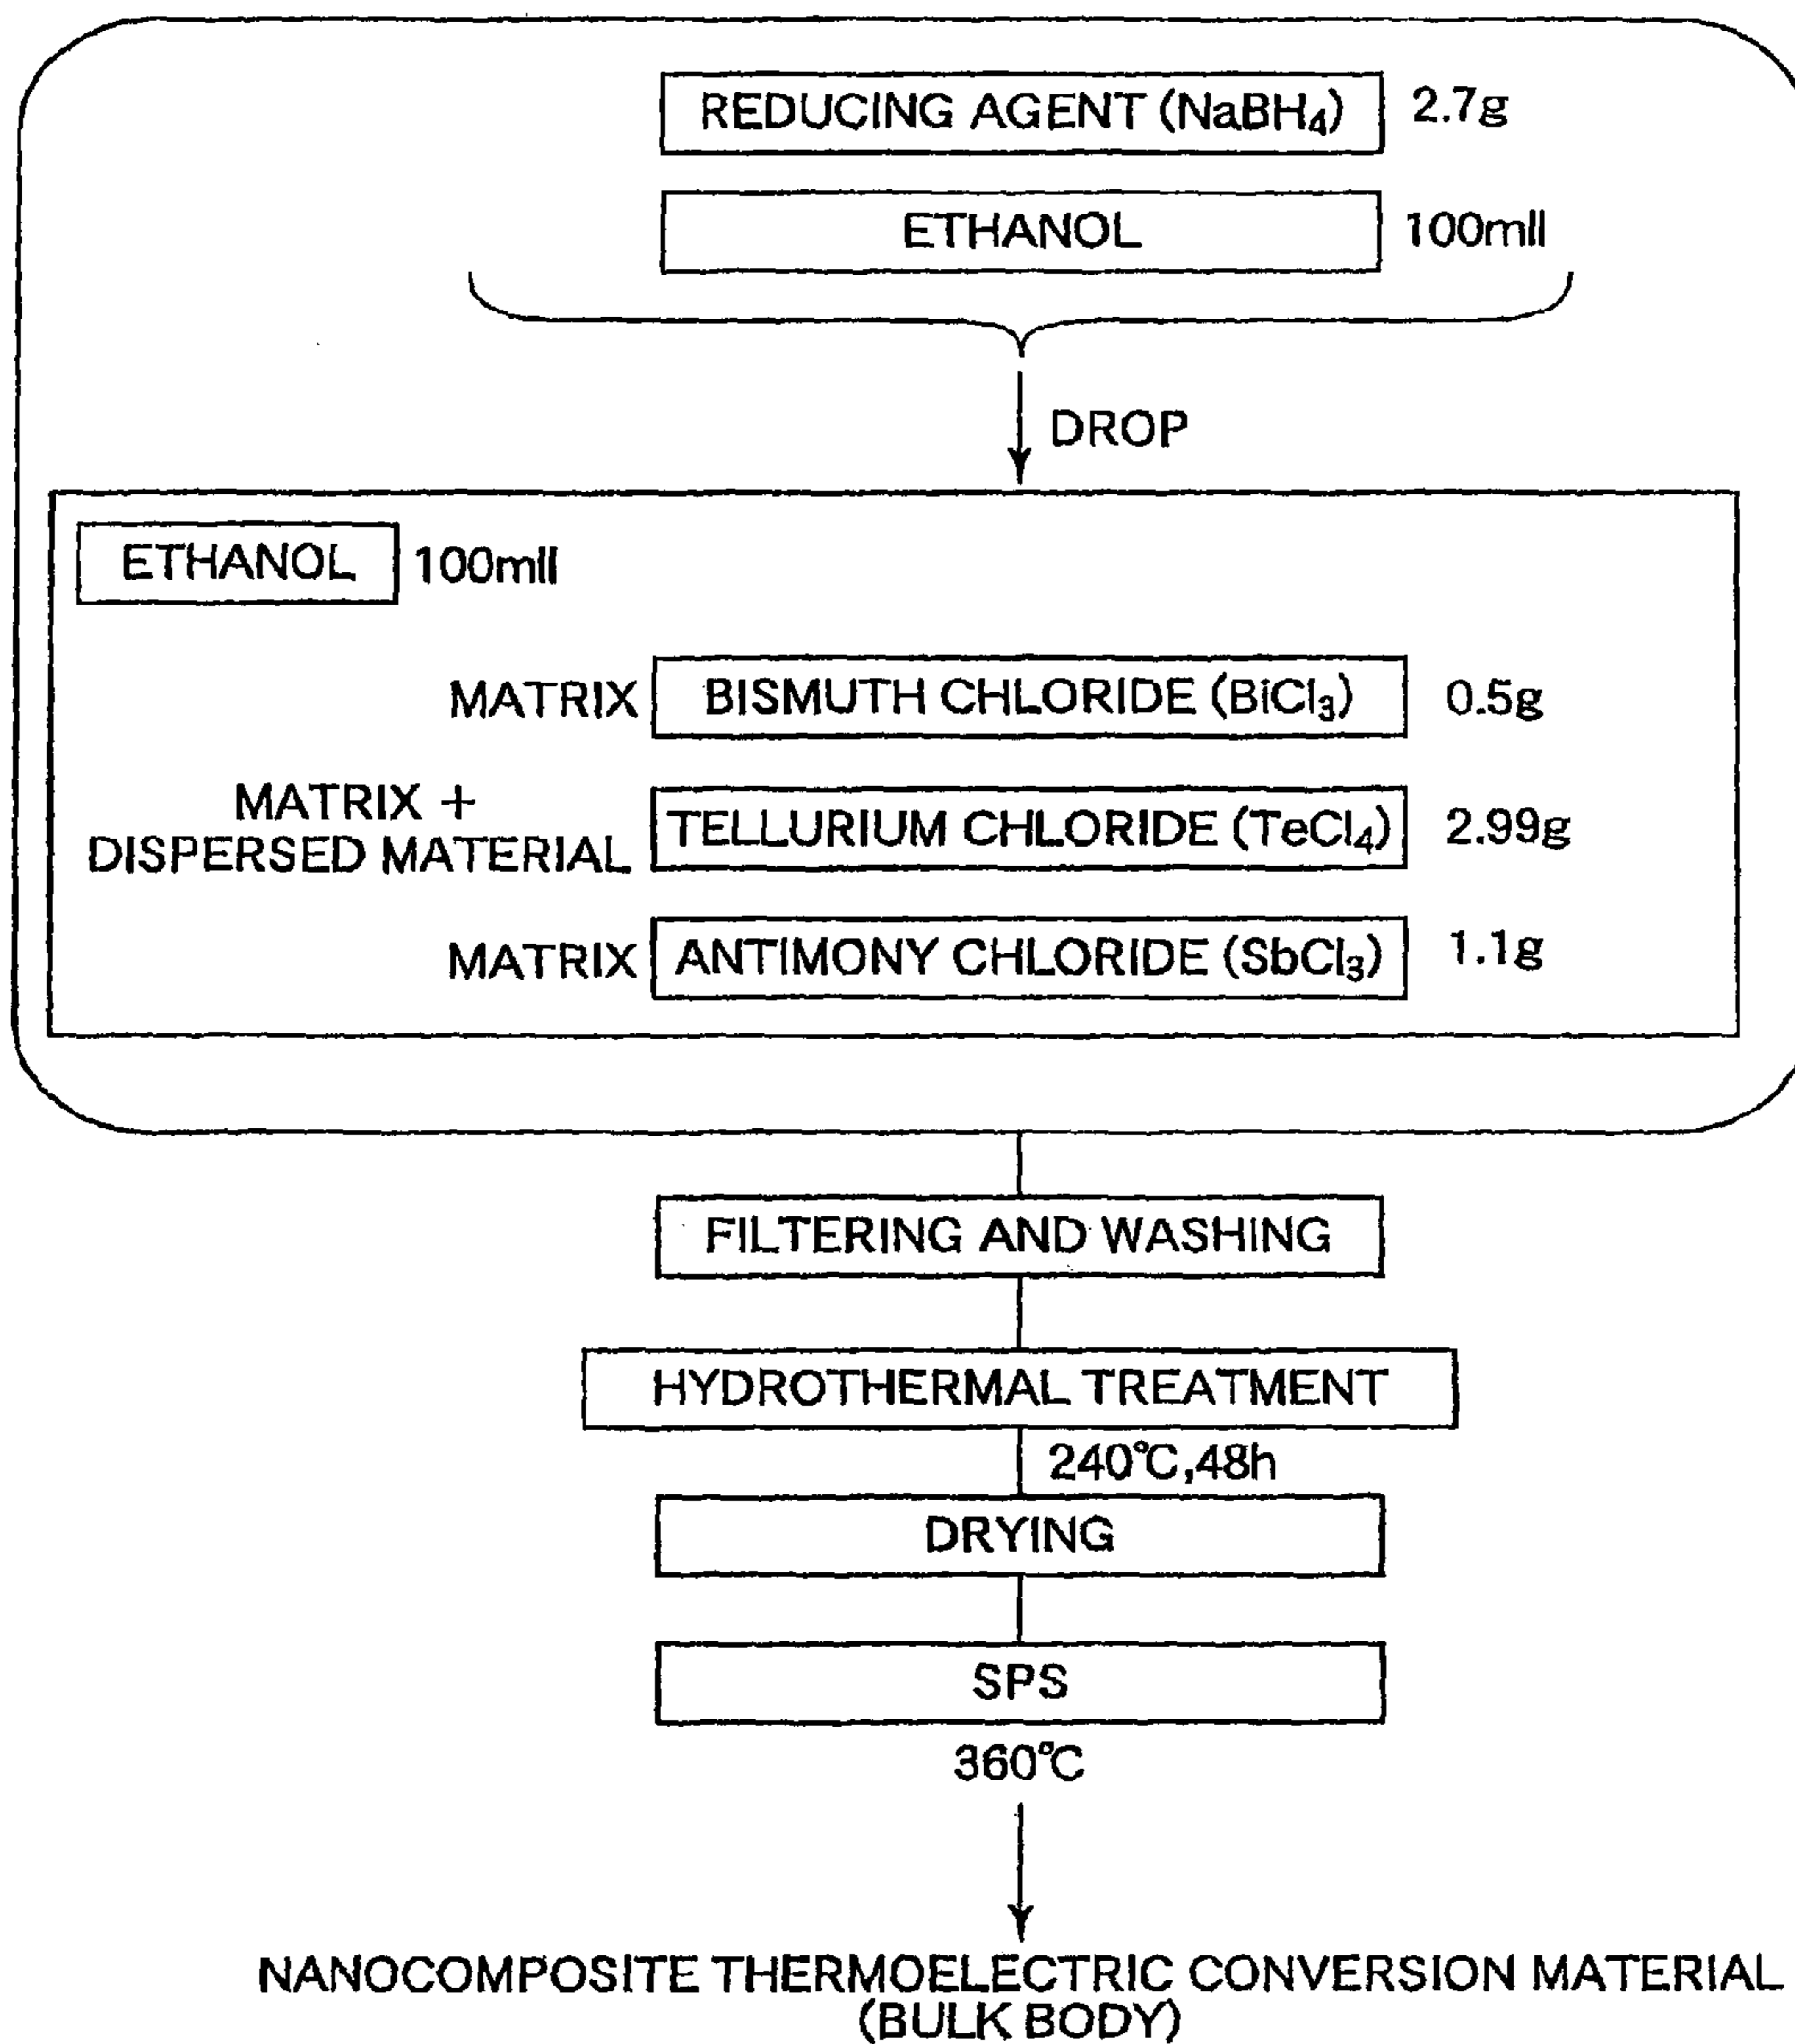 REDUCING AGENT (NaBH₄) 2.7g
ETHANOL 100mll
DROP
ETHANOL 100mll
MATRIX BISMUTH CHLORIDE (BiCl₃) 0.5g
MATRIX +
DISPERSED MATERIAL TELLURIUM CHLORIDE (TeCl₄) 2.99g
MATRIX ANTIMONY CHLORIDE (SbCl₃) 1.1g
FILTERING AND WASHING
HYDROTHERMAL TREATMENT
240°C,48h
DRYING
SPS
360°C
NANOCOMPOSITE THERMOELECTRIC CONVERSION MATERIAL
(BULK BODY)